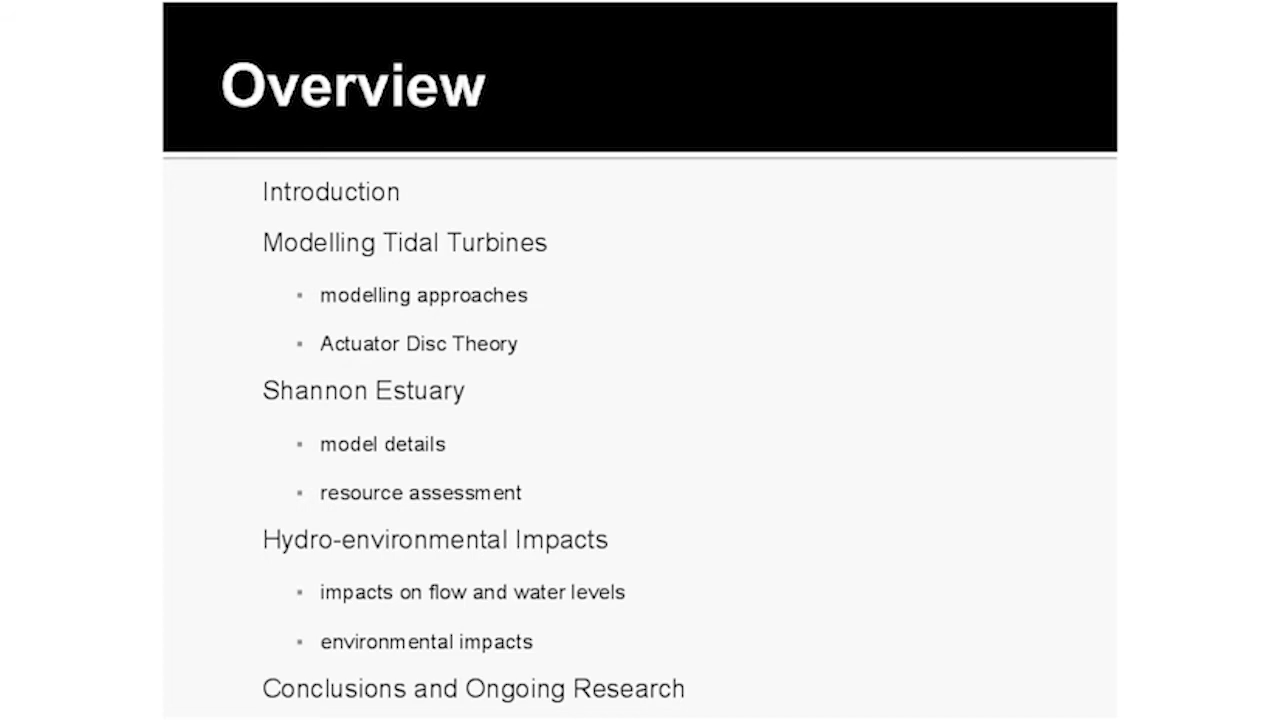 Overview
Introduction
Modelling Tidal Turbines
▪ modelling approaches
▪ Actuator Disc Theory
Shannon Estuary
▪ model details
▪ resource assessment
Hydro-environmental Impacts
▪ impacts on flow and water levels
▪ environmental impacts
Conclusions and Ongoing Research